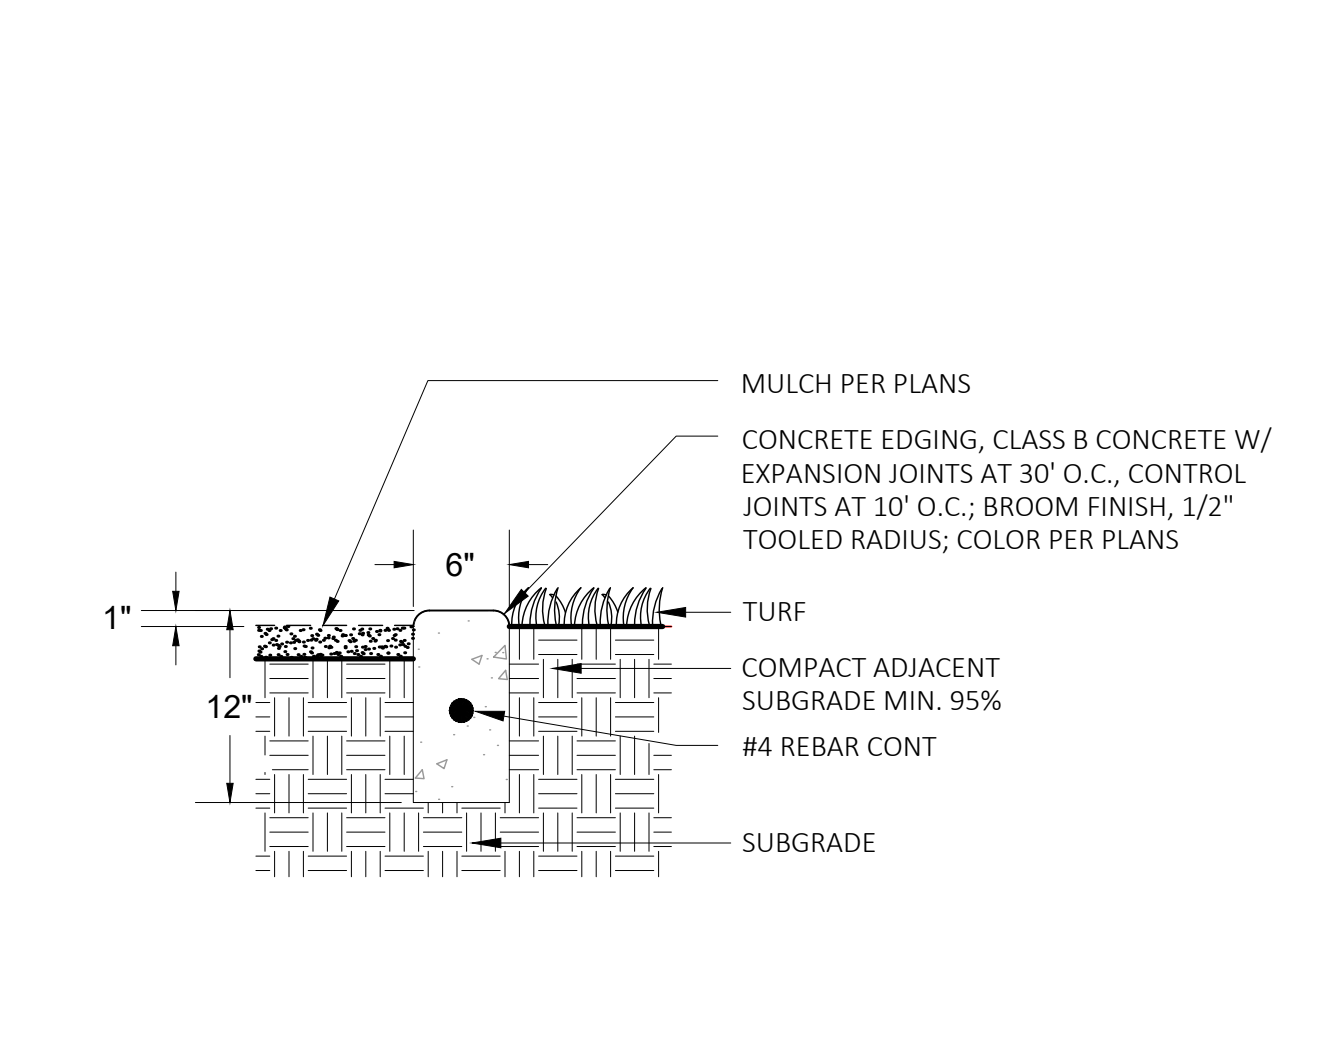 MULCH PER PLANS
CONCRETE EDGING, CLASS B CONCRETE W/
EXPANSION JOINTS AT 30' O.C., CONTROL
JOINTS AT 10' O.C.; BROOM FINISH, 1/2"
TOOLED RADIUS; COLOR PER PLANS
6"
1"
TURF
COMPACT ADJACENT
SUBGRADE MIN. 95%
12"
#4 REBAR CONT
SUBGRADE